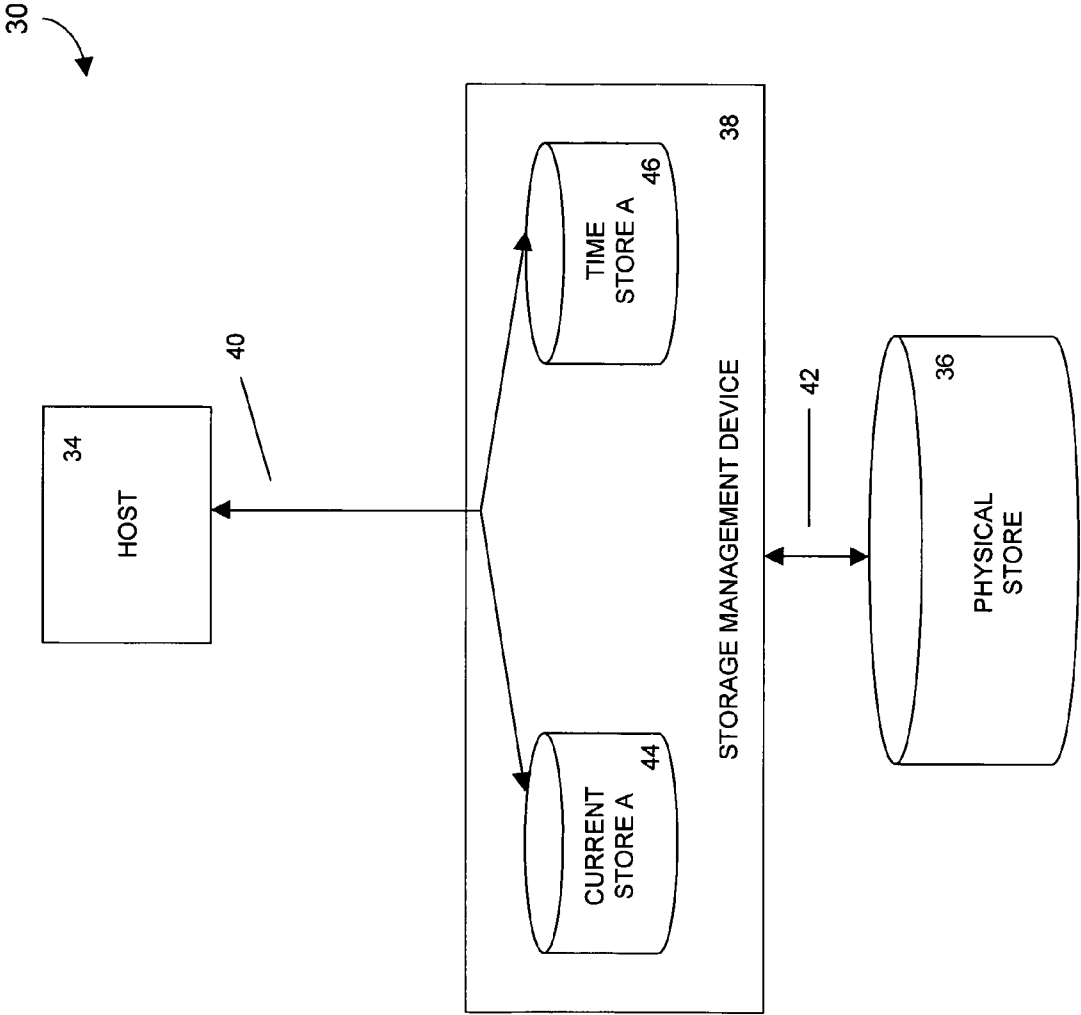 30
34
HOST
40
CURRENT
STORE A
44
TIME
STORE A
46
STORAGE MANAGEMENT DEVICE
38
42
36
PHYSICAL
STORE